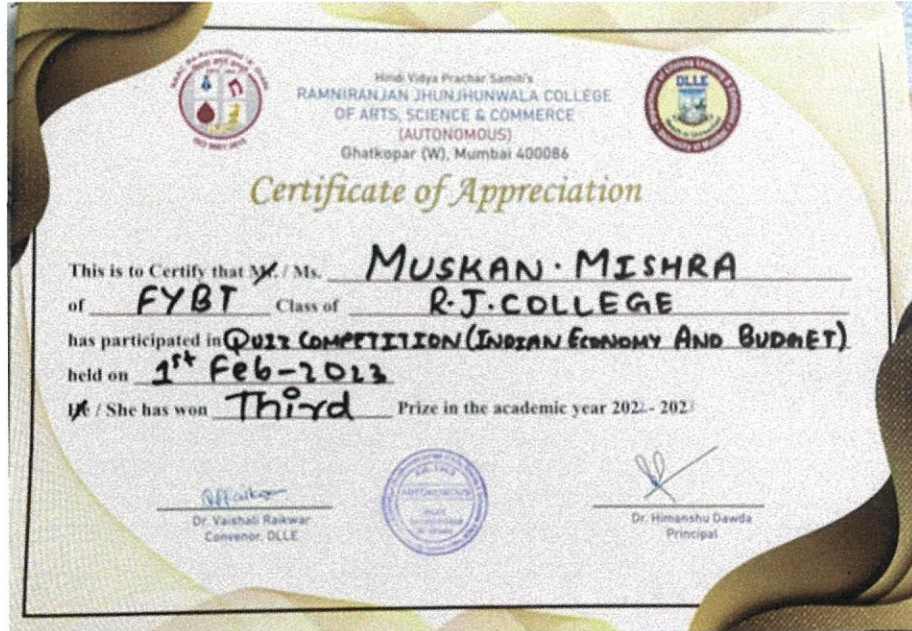 Hindi Vidya Prachar Samiti's
RAMNIRANJAN JHUNJHUNWALA COLLEGE
OF ARTS, SCIENCE & COMMERCE
(AUTONOMOUS)
Ghatkopar (W), Mumbai 400086
DLLE
Certificate of Appreciation
This is to Certify that Mr. / Ms. MUSKAN. MISHRA
of FYBT Class of R.J.COLLEGE
has participated in QUIZ COMPETITION (INDIAN ECONOMY AND BUDGET)
held on 1st Feb-2023
He / She has won Third Prize in the academic year 2022 - 2023
Dr. Vaishali Raikwar
Convenor, DLLE
Dr. Himanshu Dawda
Principal